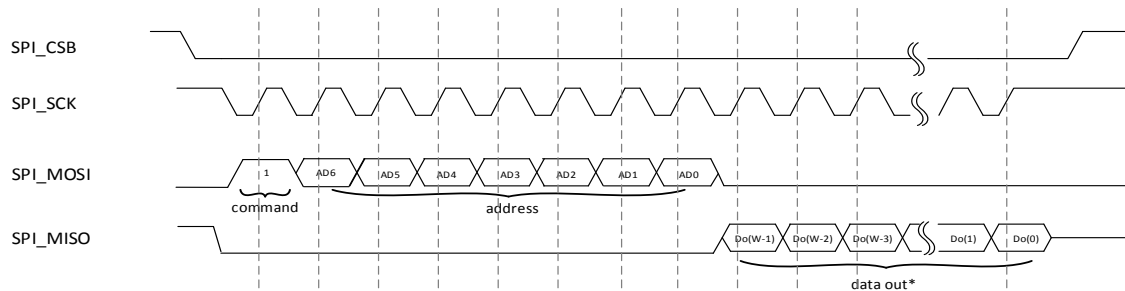 SPI_CSB
SPI_SCK
SPI_MOSI
1 AD6 AD5 AD4 AD3 AD2 AD1 AD0
command address
SPI_MISO
Do(W-1) Do(W-2) Do(W-3) Do(1) Do(0)
data out*